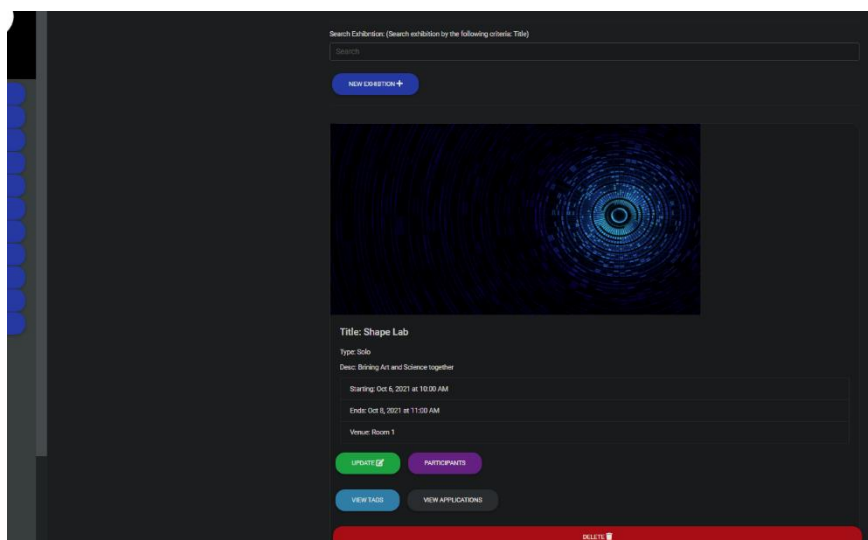 Search Exhibntion: (Search exhibition by the following criteria: Title)
Search
NEW EXHIBITION
Title: Shape Lab
Type: Solo
Desc: Brining Art and Science together
Starting: Oct 6, 2021 at 10:00 AM
Ends: Oct 8, 2021 at 11:00 AM
Venue: Room 1
UPDATE
PARTICIPANTS
VIEW TAGS
VIEW APPLICATIONS
DELETE